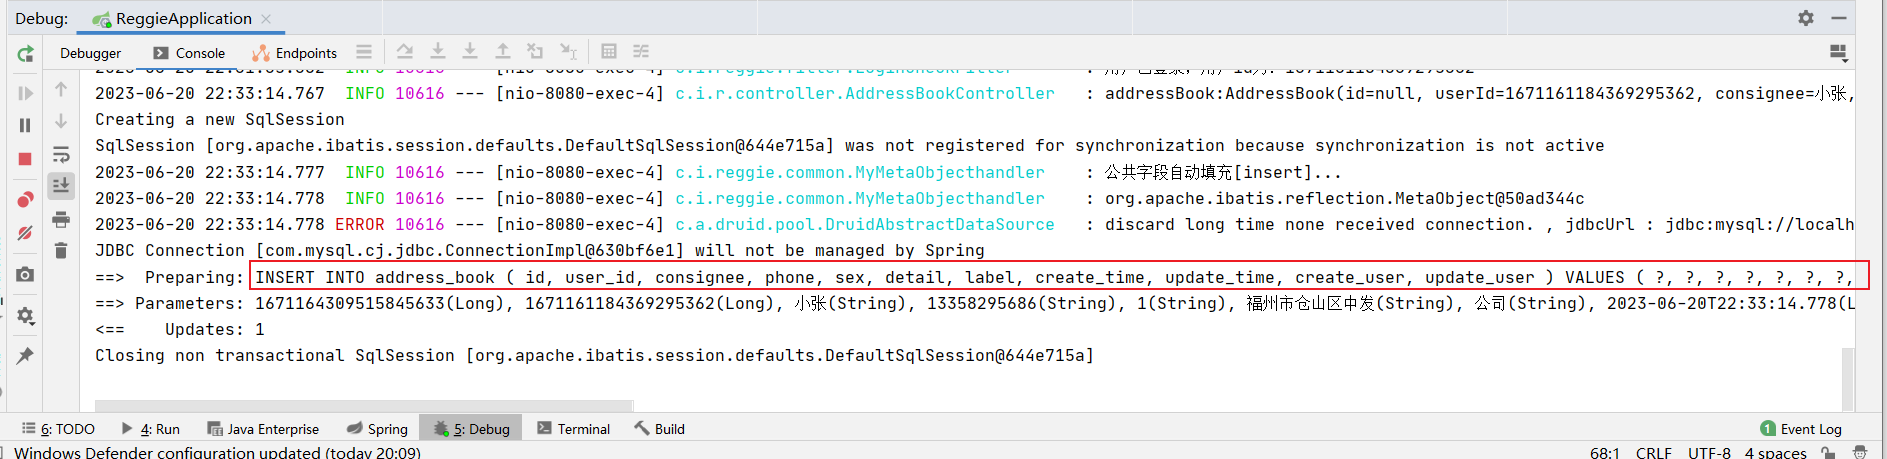 Debug: ReggieApplication
Debugger Console Endpoints
2023-06-20 22:33:14.767 INFO 10616 --- [nio-8080-exec-4] c.i.r.controller.AddressBookController : addressBook:AddressBook(id=null, userId=1671161184369295362, consignee=小张,
Creating a new SqlSession
SqlSession [org.apache.ibatis.session.defaults.DefaultSqlSession@644e715a] was not registered for synchronization because synchronization is not active
2023-06-20 22:33:14.777 INFO 10616 --- [nio-8080-exec-4] c.i.reggie.common.MyMetaObjecthandler : 公共字段自动填充[insert]...
2023-06-20 22:33:14.778 INFO 10616 --- [nio-8080-exec-4] c.i.reggie.common.MyMetaObjecthandler : org.apache.ibatis.reflection.MetaObject@50ad344c
2023-06-20 22:33:14.778 ERROR 10616 --- [nio-8080-exec-4] c.a.druid.pool.DruidAbstractDataSource : discard long time none received connection. , jdbcUrl : jdbc:mysql://localh
JDBC Connection [com.mysql.cj.jdbc.ConnectionImpl@630bf6e1] will not be managed by Spring
==> Preparing: INSERT INTO address_book ( id, user_id, consignee, phone, sex, detail, label, create_time, update_time, create_user, update_user ) VALUES ( ?, ?, ?, ?, ?, ?, ?,
==> Parameters: 1671164309515845633(Long), 1671161184369295362(Long), 小张(String), 13358295686(String), 1(String), 福州市仓山区中发(String), 公司(String), 2023-06-20T22:33:14.778(L
<== Updates: 1
Closing non transactional SqlSession [org.apache.ibatis.session.defaults.DefaultSqlSession@644e715a]
6: TODO 4: Run Java Enterprise Spring 5: Debug Terminal Build 1 Event Log
Windows Defender configuration updated (today 20:09) 68:1 CRLF UTF-8 4 spaces